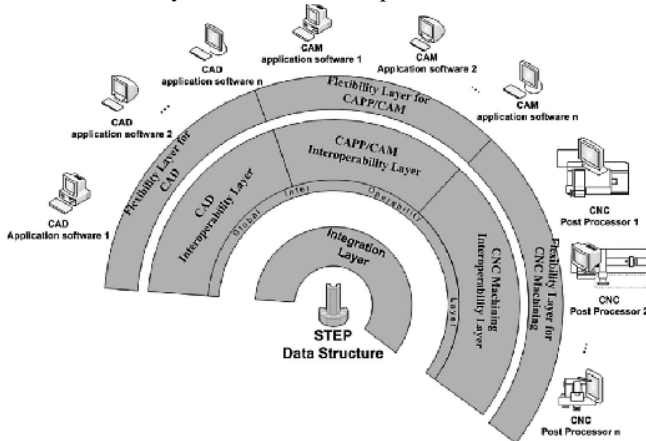 CAM
application software 1
CAD
application software n
CAM
Application software 2
CAD
application software 2
CAM
application software n
CAD
Application software 1
Flexibility Layer for
CAD
Flexibility Layer for
CAPP/CAM
Flexibility Layer for
CNC Machining
CAD
Interoperability Layer
CAPP/CAM
Interoperability Layer
CNC Machining
Interoperability Layer
Global Inter Operability Layer
Integration
Layer
STEP
Data Structure
CNC
Post Processor 1
CNC
Post Processor 2
CNC
Post Processor n